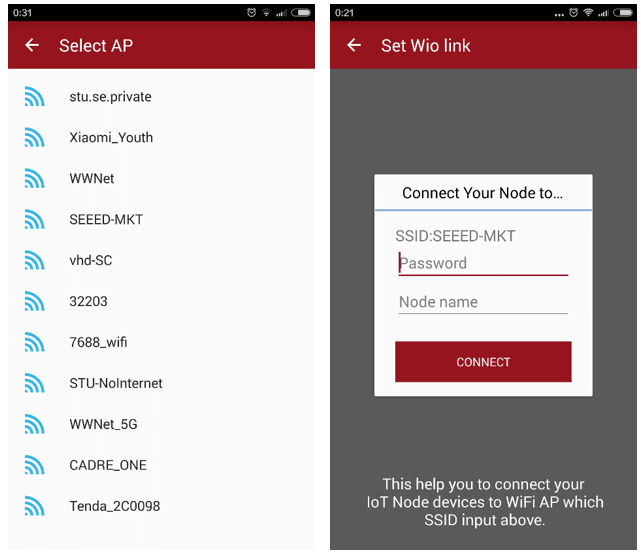 0:31
Select AP
stu.se.private
Xiaomi_Youth
WWNet
SEEED-MKT
vhd-SC
32203
7688_wifi
STU-NoInternet
WWNet_5G
CADRE_ONE
Tenda_2C0098
0:21
Set Wio link
Connect Your Node to...
SSID:SEEED-MKT
Password
Node name
CONNECT
This help you to connect your
IoT Node devices to WiFi AP which
SSID input above.